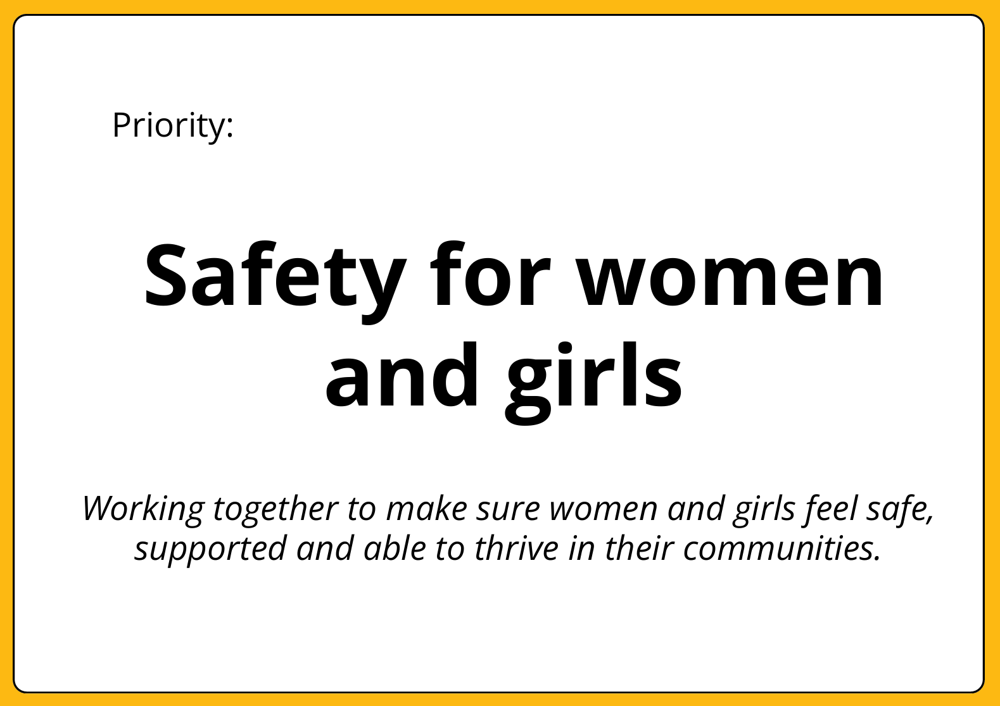 Priority:
Safety for women
and girls
Working together to make sure women and girls feel safe,
supported and able to thrive in their communities.